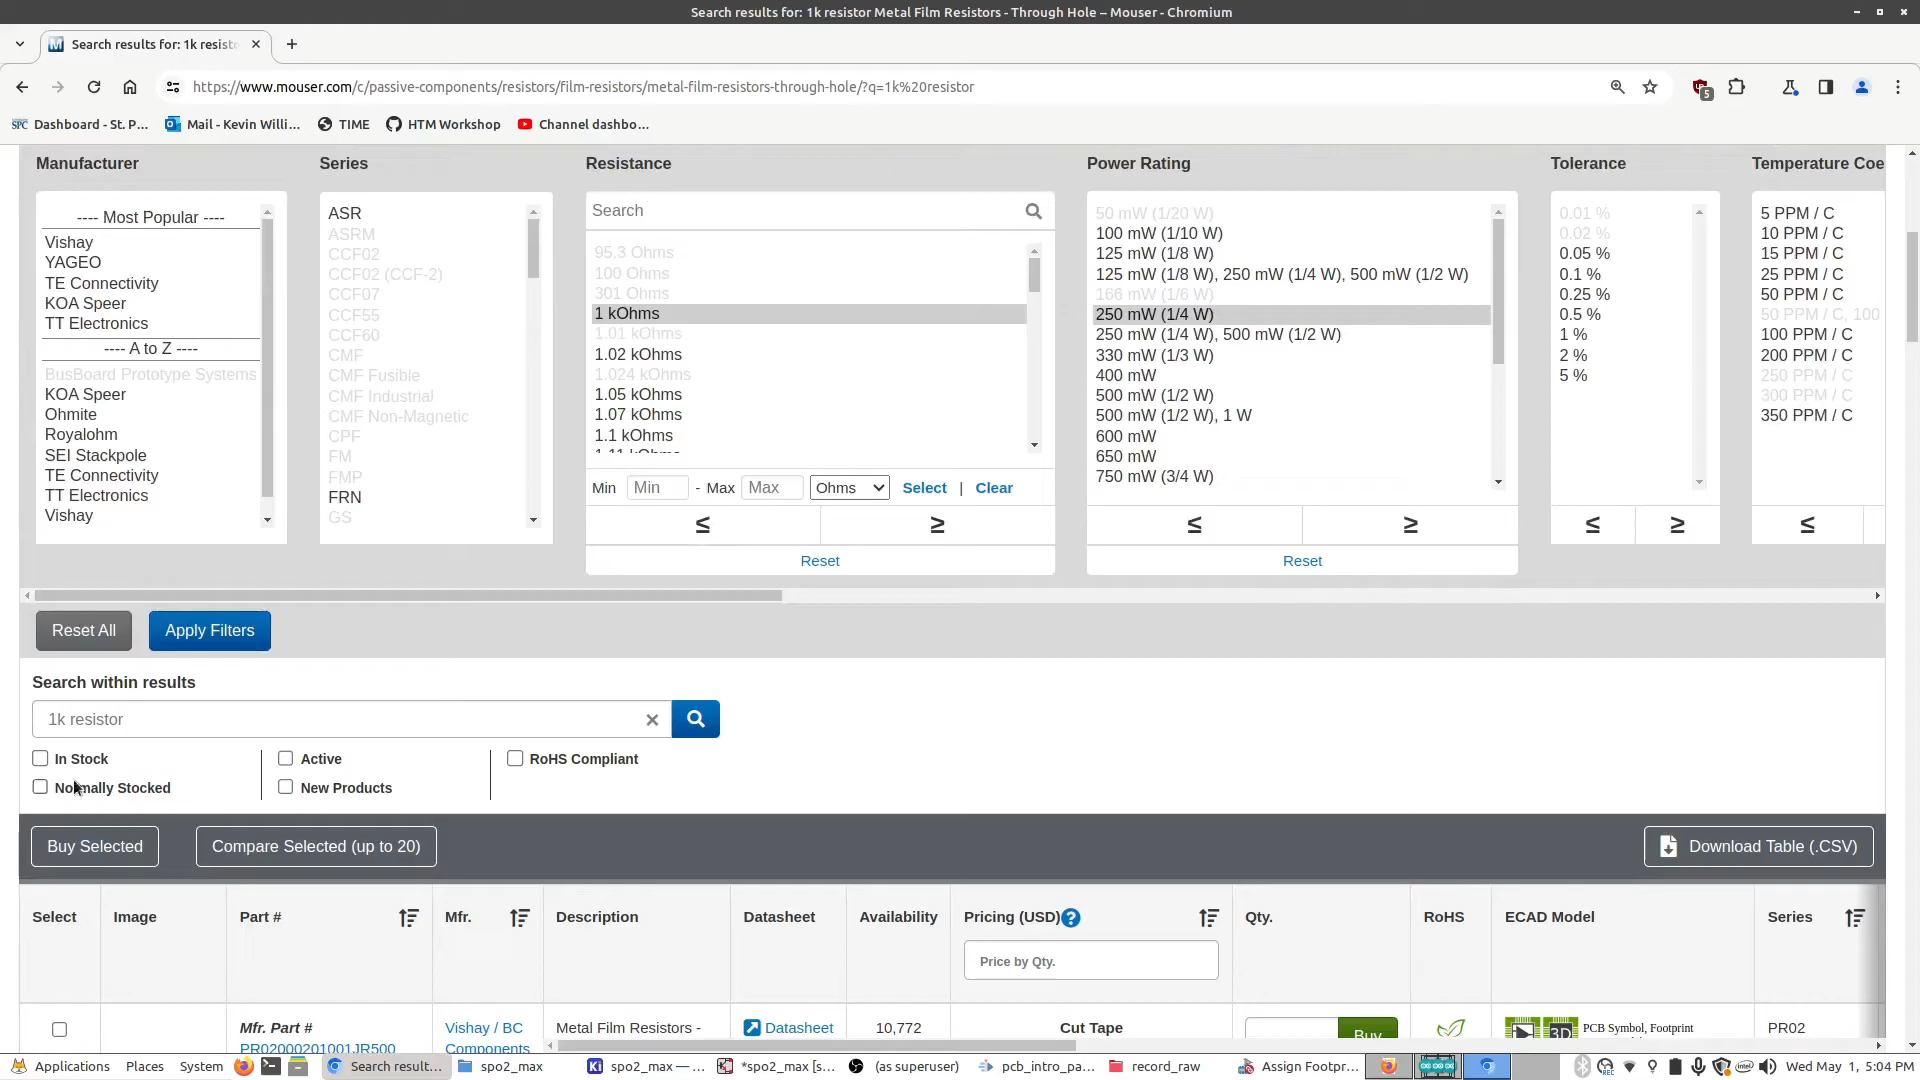 Search results for: 1k resistor Metal Film Resistors - Through Hole – Mouser - Chromium
Search results for: 1k resist
https://www.mouser.com/c/passive-components/resistors/film-resistors/metal-film-resistors-through-hole/?q=1k%20resistor
5
SPC Dashboard - St. P...
Mail - Kevin Willi...
TIME
HTM Workshop
Channel dashbo...
Manufacturer
---- Most Popular ----
Vishay
YAGEO
TE Connectivity
KOA Speer
TT Electronics
---- A to Z ----
BusBoard Prototype Systems
KOA Speer
Ohmite
Royalohm
SEI Stackpole
TE Connectivity
TT Electronics
Vishay
Series
ASR
ASRM
CCF02
CCF02 (CCF-2)
CCF07
CCF55
CCF60
CMF
CMF Fusible
CMF Industrial
CMF Non-Magnetic
CPF
FM
FMP
FRN
GS
Resistance
Search
95.3 Ohms
100 Ohms
301 Ohms
1 kOhms
1.01 kOhms
1.02 kOhms
1.024 kOhms
1.05 kOhms
1.07 kOhms
1.1 kOhms
1.11 kOhms
Min Min - Max Max Ohms Select | Clear
≤ ≥
Reset
Power Rating
50 mW (1/20 W)
100 mW (1/10 W)
125 mW (1/8 W)
125 mW (1/8 W), 250 mW (1/4 W), 500 mW (1/2 W)
166 mW (1/6 W)
250 mW (1/4 W)
250 mW (1/4 W), 500 mW (1/2 W)
330 mW (1/3 W)
400 mW
500 mW (1/2 W)
500 mW (1/2 W), 1 W
600 mW
650 mW
750 mW (3/4 W)
≤ ≥
Reset
Tolerance
0.01 %
0.02 %
0.05 %
0.1 %
0.25 %
0.5 %
1 %
2 %
5 %
≤ ≥
Temperature Coe
5 PPM / C
10 PPM / C
15 PPM / C
25 PPM / C
50 PPM / C
50 PPM / C, 100
100 PPM / C
200 PPM / C
250 PPM / C
300 PPM / C
350 PPM / C
≤
Reset All
Apply Filters
Search within results
1k resistor
In Stock
Normally Stocked
Active
New Products
RoHS Compliant
Buy Selected
Compare Selected (up to 20)
Download Table (.CSV)
Select Image Part # Mfr. Description Datasheet Availability Pricing (USD) ? Qty. RoHS ECAD Model Series
Price by Qty.
Mfr. Part #
PR02000201001JR500
Vishay / BC
Components
Metal Film Resistors -
Datasheet
10,772
Cut Tape
Buy
3D
PCB Symbol, Footprint
PR02
Applications Places System Search result... spo2_max Ki spo2_max — ... *spo2_max [s... (as superuser) pcb_intro_pa... record_raw Assign Footpr... Wed May 1, 5:04 PM